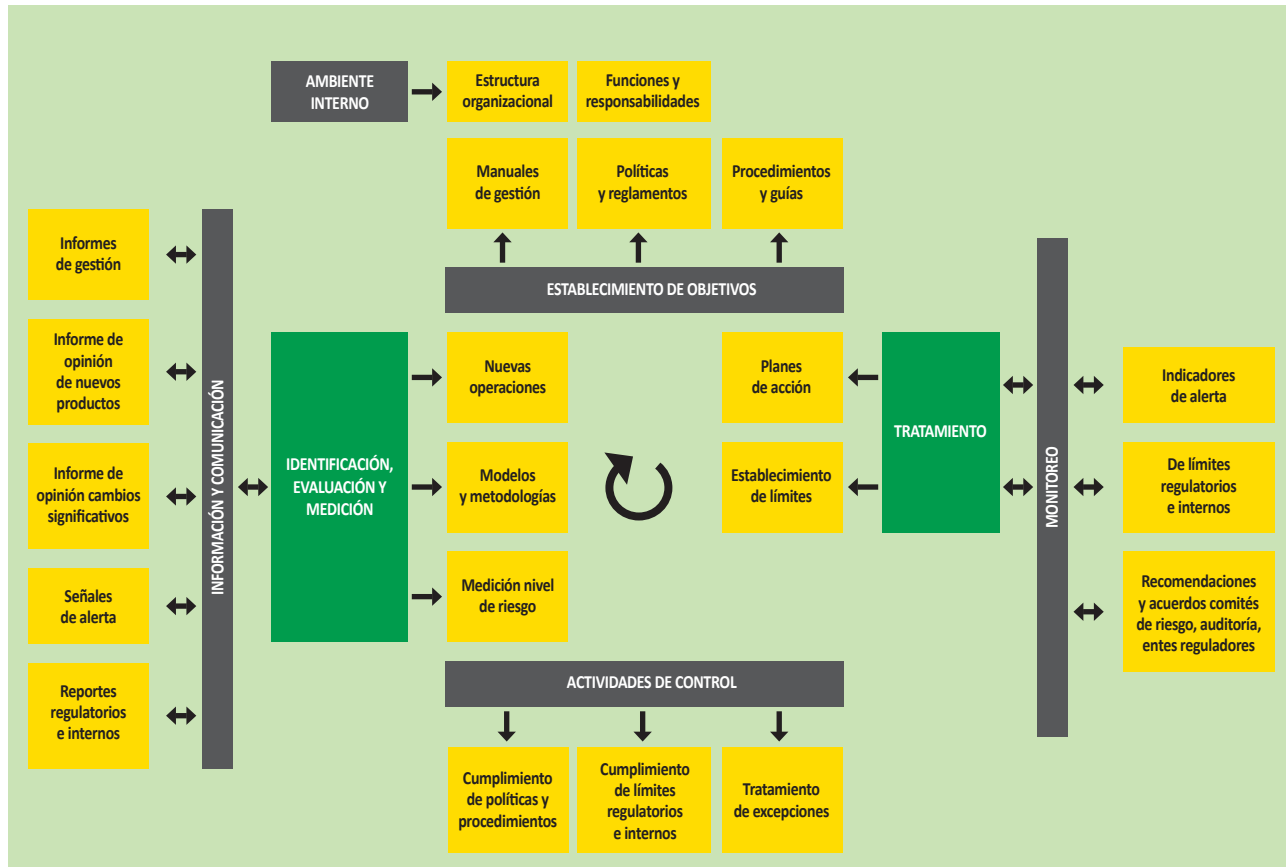 AMBIENTE
INTERNO
Estructura
organizacional
Funciones y
responsabilidades
Manuales
de gestión
Políticas
y reglamentos
Procedimientos
y guías
ESTABLECIMIENTO DE OBJETIVOS
Informes
de gestión
Informe de
opinión
de nuevos
productos
Informe de
opinión cambios
significativos
Señales
de alerta
Reportes
regulatorios
e internos
INFORMACIÓN Y COMUNICACIÓN
IDENTIFICACIÓN,
EVALUACIÓN Y
MEDICIÓN
Nuevas
operaciones
Modelos
y metodologías
Medición nivel
de riesgo
Planes
de acción
Establecimiento
de límites
TRATAMIENTO
MONITOREO
Indicadores
de alerta
De límites
regulatorios
e internos
Recomendaciones
y acuerdos comités
de riesgo, auditoría,
entes reguladores
ACTIVIDADES DE CONTROL
Cumplimiento
de políticas y
procedimientos
Cumplimiento
de límites
regulatorios
e internos
Tratamiento
de excepciones